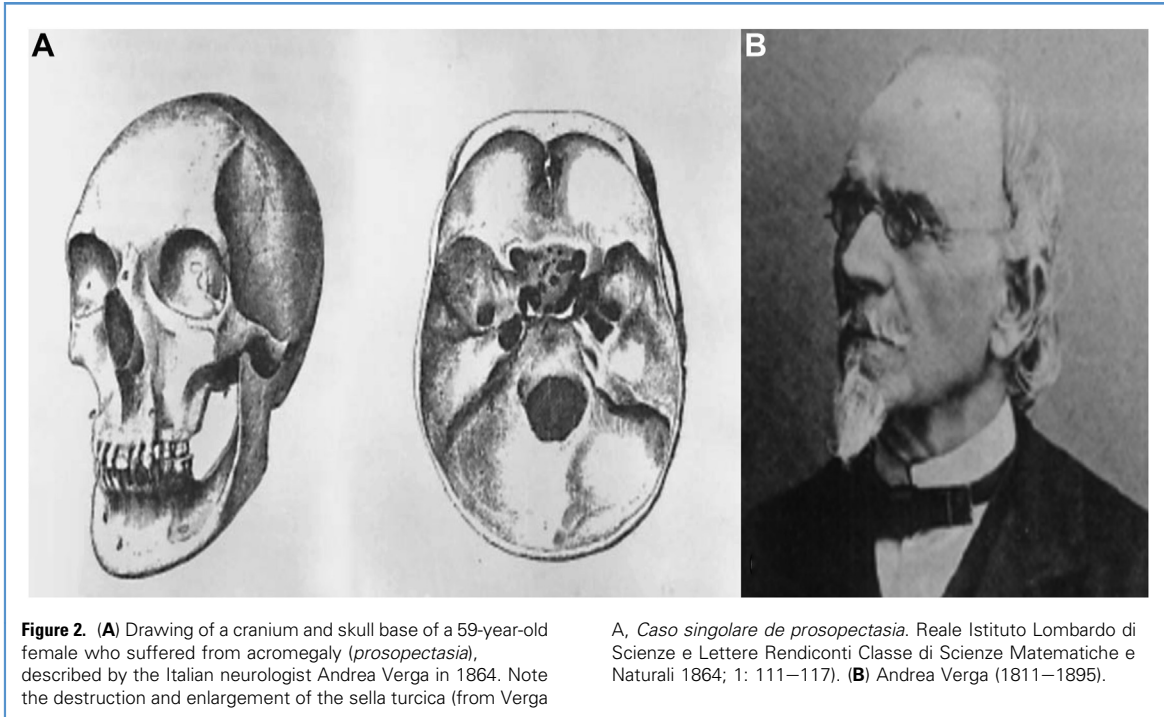 A
B
Figure 2. (A) Drawing of a cranium and skull base of a 59-year-old
female who suffered from acromegaly (prosopectasia),
described by the Italian neurologist Andrea Verga in 1864. Note
the destruction and enlargement of the sella turcica (from Verga
A, Caso singolare de prosopectasia. Reale Istituto Lombardo di
Scienze e Lettere Rendiconti Classe di Scienze Matematiche e
Naturali 1864; 1: 111–117). (B) Andrea Verga (1811–1895).